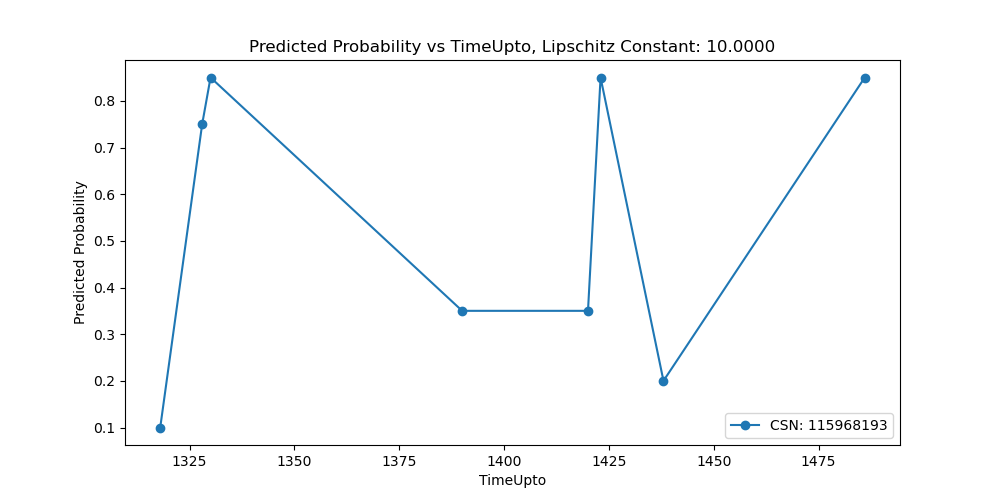 Predicted Probability vs TimeUpto, Lipschitz Constant: 10.0000
Predicted Probability
0.8
0.7
0.6
0.5
0.4
0.3
0.2
0.1
CSN: 115968193
1325 1350 1375 1400 1425 1450 1475
TimeUpto